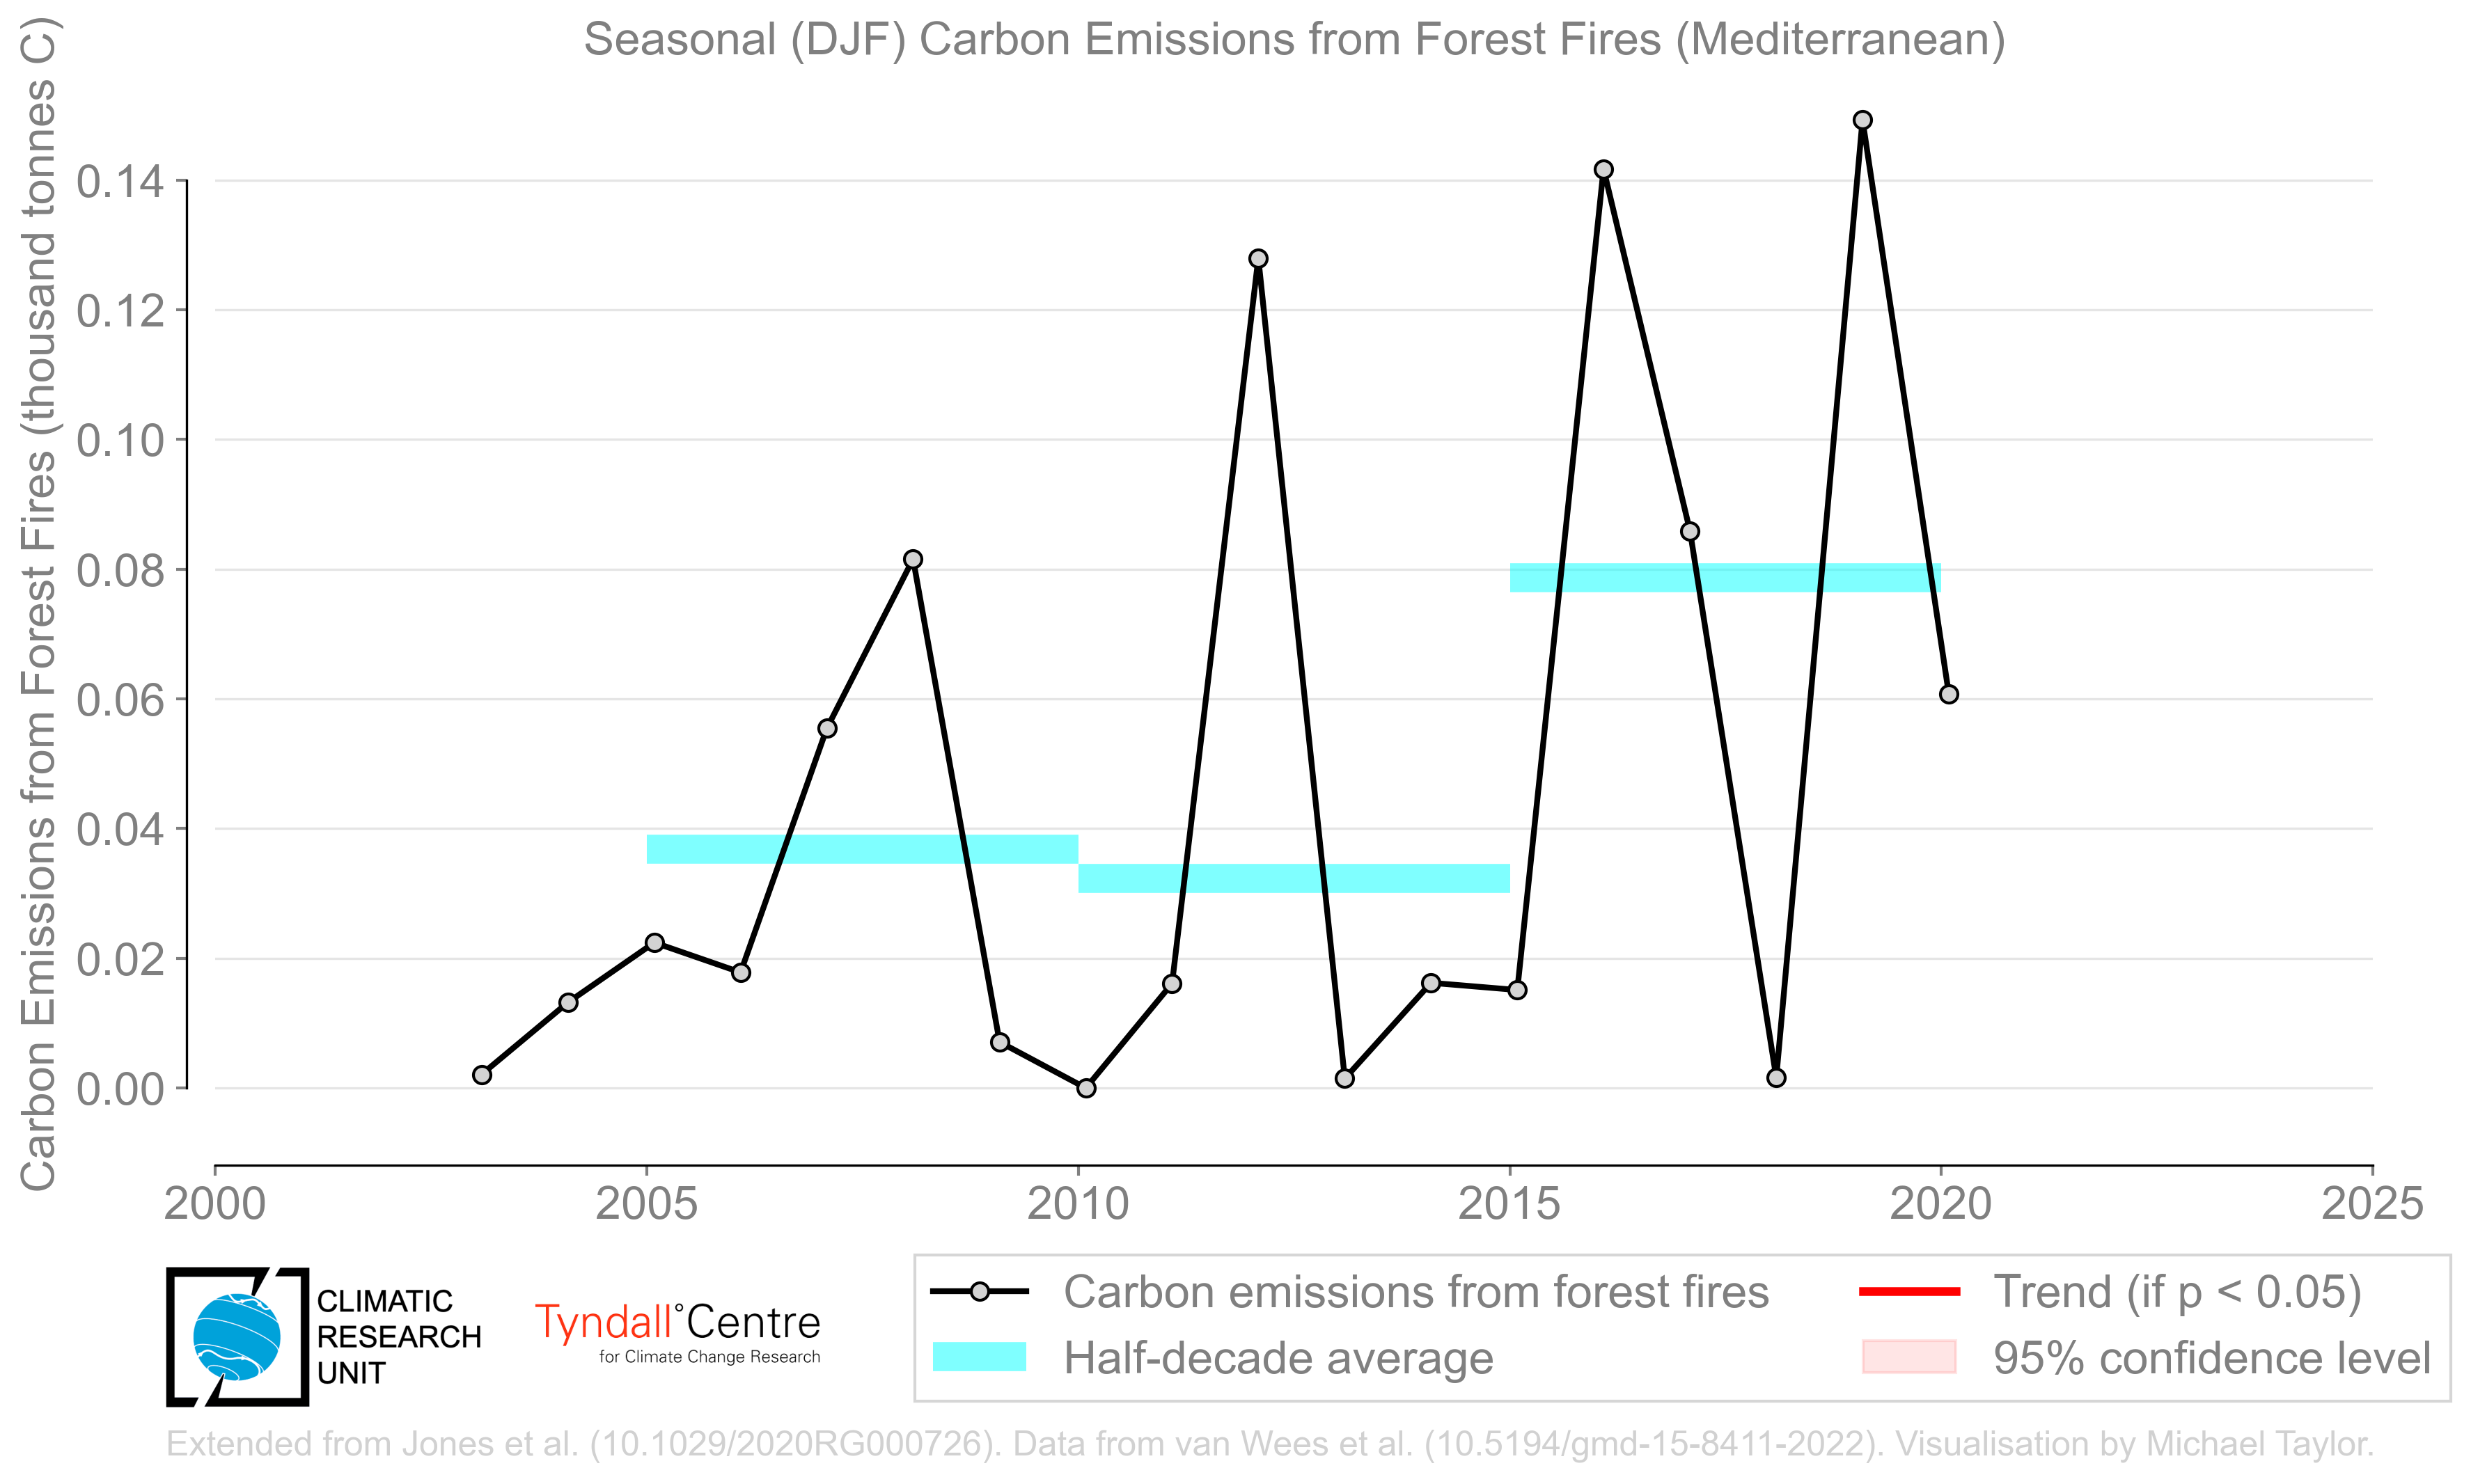 Seasonal (DJF) Carbon Emissions from Forest Fires (Mediterranean)
Carbon Emissions from Forest Fires (thousand tonnes C)
0.14
0.12
0.10
0.08
0.06
0.04
0.02
0.00
2000 2005 2010 2015 2020 2025
CLIMATIC
RESEARCH
UNIT
Tyndall°Centre
for Climate Change Research
Carbon emissions from forest fires
Half-decade average
Trend (if p < 0.05)
95% confidence level
Extended from Jones et al. (10.1029/2020RG000726). Data from van Wees et al. (10.5194/gmd-15-8411-2022). Visualisation by Michael Taylor.